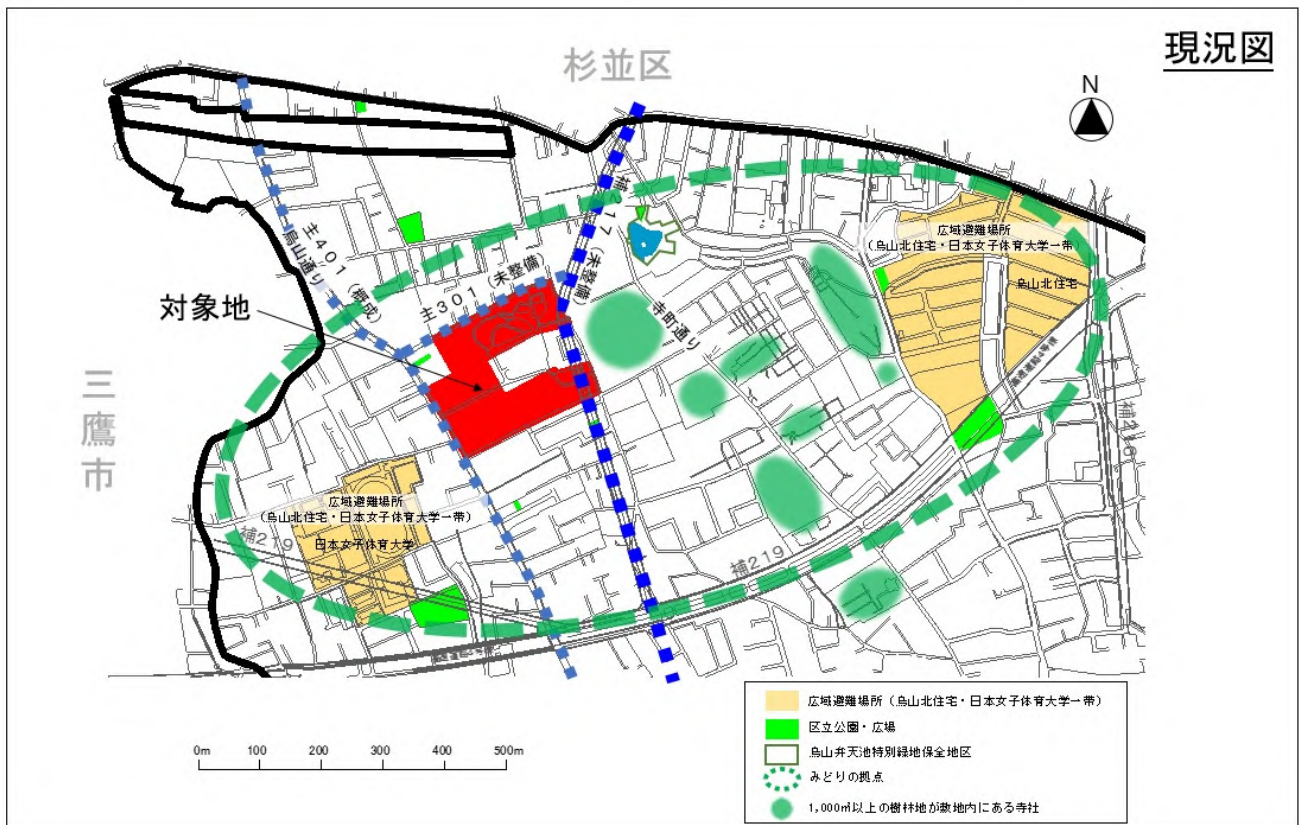 現況図
杉並区
N
広域避難場所
(烏山北住宅・日本女子体育大学一帯)
烏山北住宅
補217(未整備)
主401(概成)
烏山通り
主301(未整備)
寺町通り
対象地
三鷹市
補216
広域避難場所
(烏山北住宅・日本女子体育大学一帯)
日本女子体育大学
補219
補219
広域避難場所(烏山北住宅・日本女子体育大学一帯)
区立公園・広場
烏山弁天池特別緑地保全地区
みどりの拠点
1,000㎡以上の樹林地が敷地内にある寺社
0m 100 200 300 400 500m